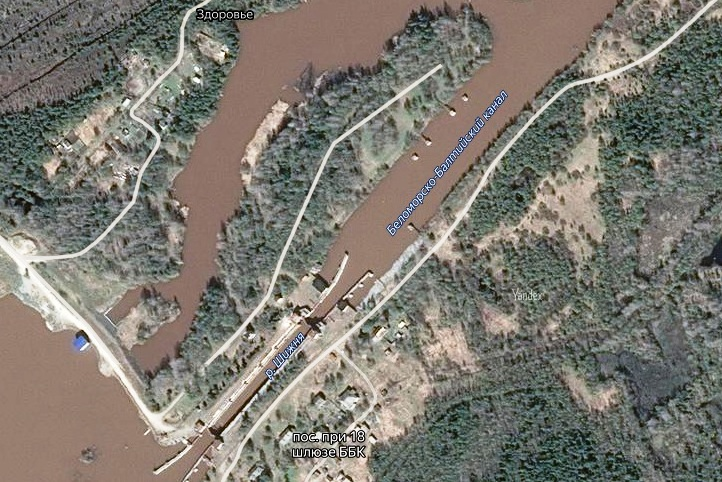 Здоровье
Беломорско-Балтийский канал
Yandex
р. Шижня
пос. при 18
шлюзе ББК